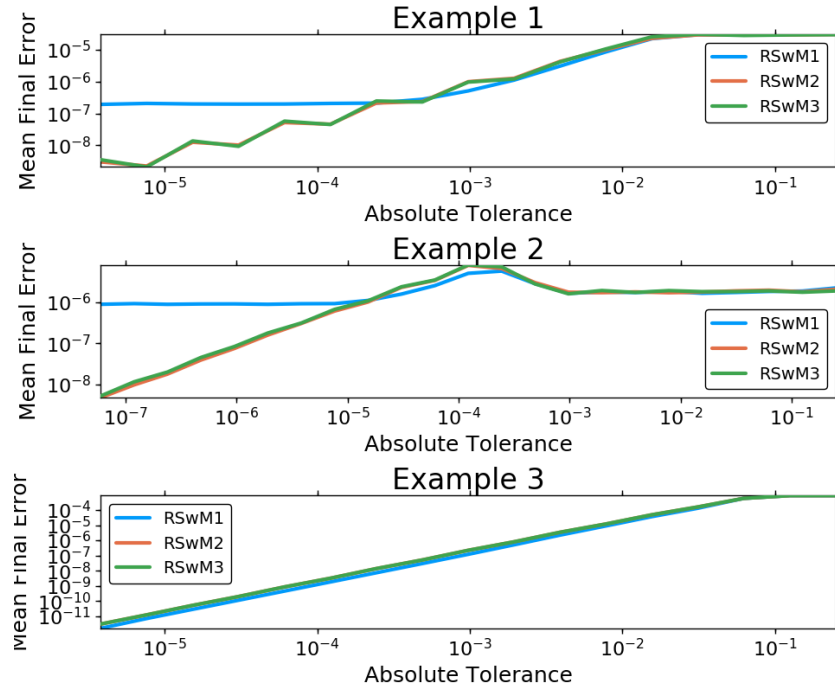 Example 1
Mean Final Error
10⁻⁵
10⁻⁶
10⁻⁷
10⁻⁸
RSwM1
RSwM2
RSwM3
10⁻⁵ 10⁻⁴ 10⁻³ 10⁻² 10⁻¹
Absolute Tolerance
Example 2
Mean Final Error
10⁻⁶
10⁻⁷
10⁻⁸
RSwM1
RSwM2
RSwM3
10⁻⁷ 10⁻⁶ 10⁻⁵ 10⁻⁴ 10⁻³ 10⁻² 10⁻¹
Absolute Tolerance
Example 3
Mean Final Error
10⁻⁴
10⁻⁵
10⁻⁶
10⁻⁷
10⁻⁸
10⁻⁹
10⁻¹⁰
10⁻¹¹
RSwM1
RSwM2
RSwM3
10⁻⁵ 10⁻⁴ 10⁻³ 10⁻² 10⁻¹
Absolute Tolerance